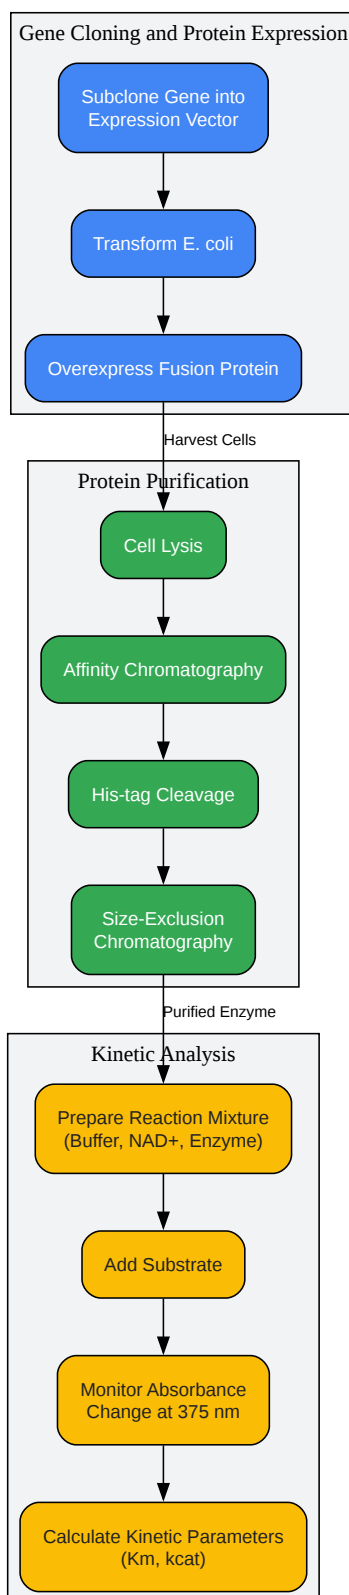 Gene Cloning and Protein Expression
Subclone Gene into
Expression Vector
Transform E. coli
Overexpress Fusion Protein
Harvest Cells
Protein Purification
Cell Lysis
Affinity Chromatography
His-tag Cleavage
Size-Exclusion
Chromatography
Purified Enzyme
Kinetic Analysis
Prepare Reaction Mixture
(Buffer, NAD+, Enzyme)
Add Substrate
Monitor Absorbance
Change at 375 nm
Calculate Kinetic Parameters
(Km, kcat)